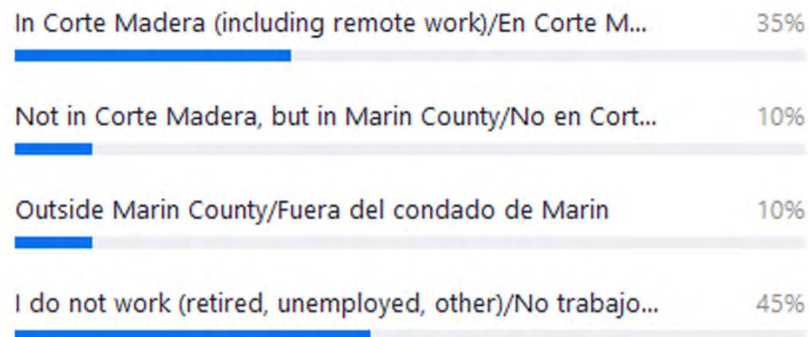 In Corte Madera (including remote work)/En Corte M... 35%
Not in Corte Madera, but in Marin County/No en Cort... 10%
Outside Marin County/Fuera del condado de Marin 10%
I do not work (retired, unemployed, other)/No trabajo... 45%